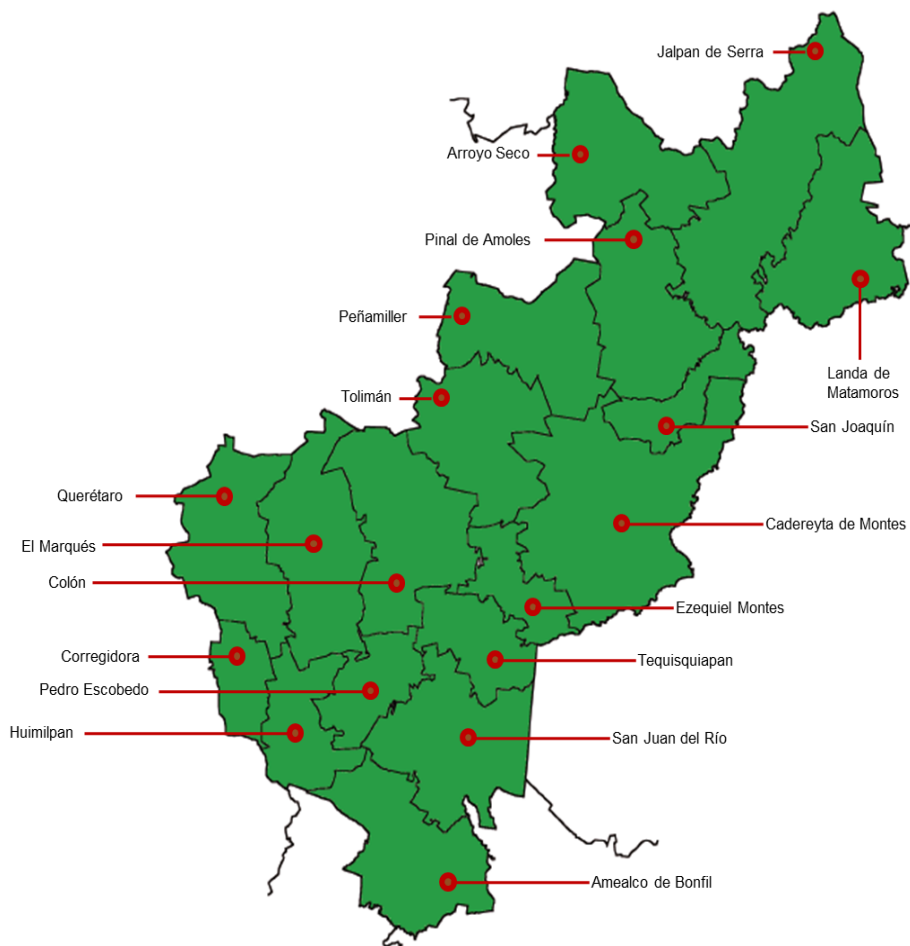 Jalpan de Serra
Arroyo Seco
Pinal de Amoles
Peñamiller
Landa de
Matamoros
Tolimán
San Joaquín
Querétaro
Cadereyta de Montes
El Marqués
Colón
Ezequiel Montes
Corregidora
Tequisquiapan
Pedro Escobedo
Huimilpan
San Juan del Río
Amealco de Bonfil